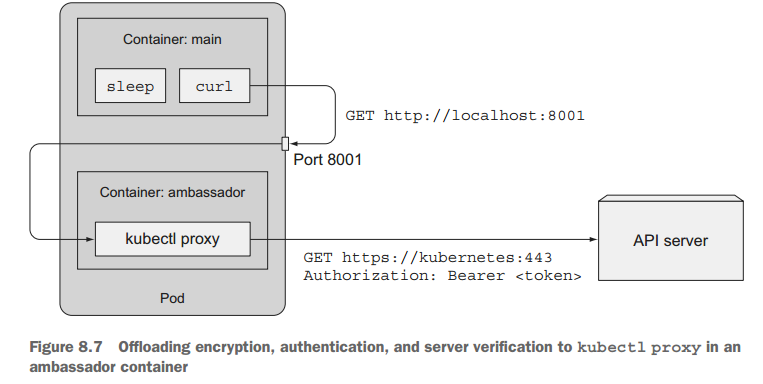 Container: main
sleep
curl
GET http://localhost:8001
Port 8001
Container: ambassador
kubectl proxy
API server
GET https://kubernetes:443
Authorization: Bearer <token>
Pod
Figure 8.7 Offloading encryption, authentication, and server verification to kubectl proxy in an
ambassador container